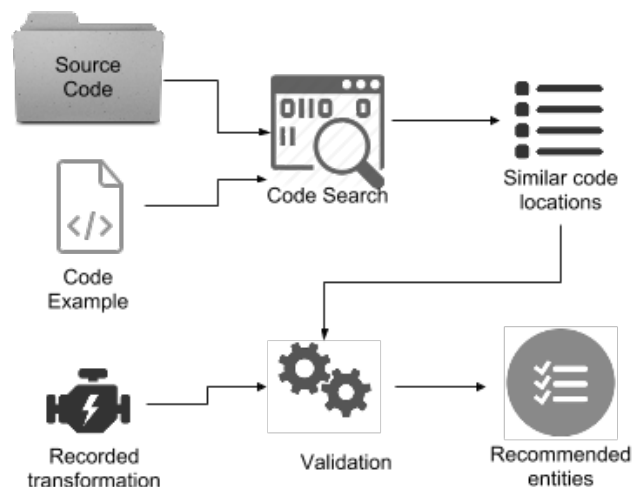 Source
Code
0110 0
11
Code Search
Similar code
locations
</>
Code
Example
Recorded
transformation
Validation
Recommended
entities